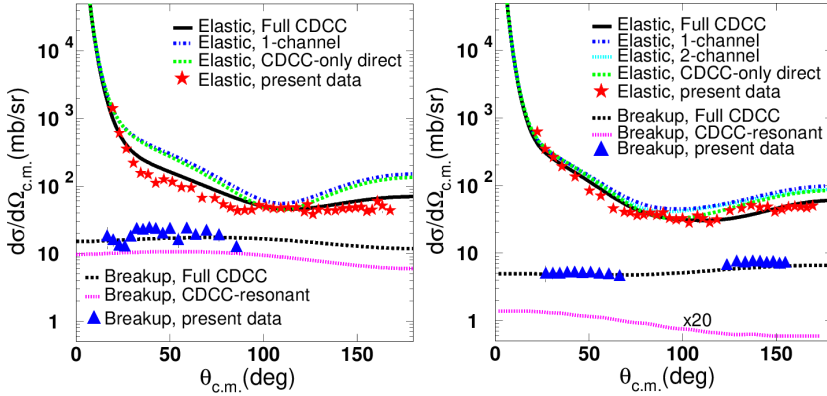 dσ/dΩc.m.(mb/sr)
10⁴
10³
10²
10
1
Elastic, Full CDCC
Elastic, 1-channel
Elastic, CDCC-only direct
Elastic, present data
Breakup, Full CDCC
Breakup, CDCC-resonant
Breakup, present data
0 50 100 150
θc.m.(deg)
dσ/dΩc.m.(mb/sr)
10⁴
10³
10²
10
1
Elastic, Full CDCC
Elastic, 1-channel
Elastic, 2-channel
Elastic, CDCC-only direct
Elastic, present data
Breakup, Full CDCC
Breakup, CDCC-resonant
Breakup, present data
x20
0 50 100 150
θc.m.(deg)